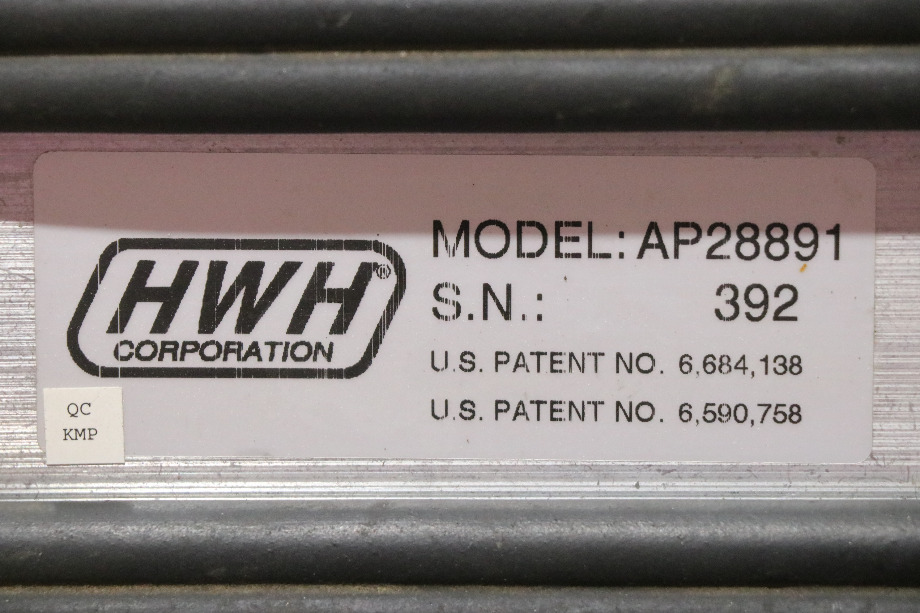 HWH®
CORPORATION
MODEL: AP28891
S.N.: 392
U.S. PATENT NO. 6,684,138
U.S. PATENT NO. 6,590,758
QC
KMP